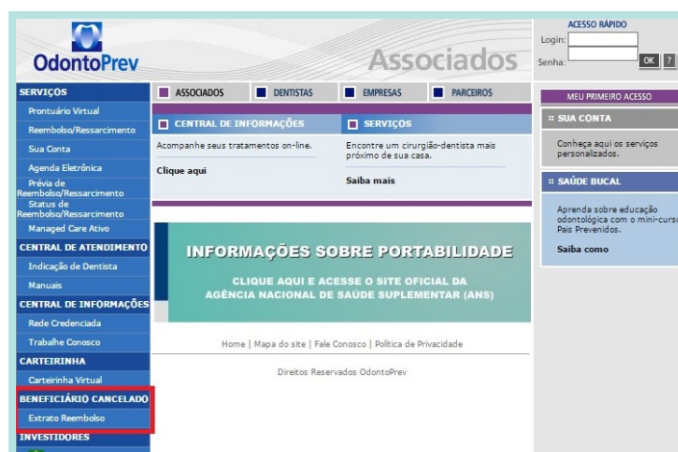 OdontoPrev
Associados
ACESSO RÁPIDO
Login:
Senha:
OK
?
SERVIÇOS
Prontuário Virtual
Reembolso/Ressarcimento
Sua Conta
Agenda Eletrônica
Prévia de
Reembolso/Ressarcimento
Status de
Reembolso/Ressarcimento
Managed Care Ativo
CENTRAL DE ATENDIMENTO
Indicação de Dentista
Manuais
CENTRAL DE INFORMAÇÕES
Rede Credenciada
Trabalhe Conosco
CARTEIRINHA
Carteirinha Virtual
BENEFICIÁRIO CANCELADO
Extrato Reembolso
INVESTIDORES
ASSOCIADOS
DENTISTAS
EMPRESAS
PARCEIROS
CENTRAL DE INFORMAÇÕES
Acompanhe seus tratamentos on-line.
Clique aqui
SERVIÇOS
Encontre um cirurgião-dentista mais
próximo de sua casa.
Saiba mais
INFORMAÇÕES SOBRE PORTABILIDADE
CLIQUE AQUI E ACESSE O SITE OFICIAL DA
AGÊNCIA NACIONAL DE SAÚDE SUPLEMENTAR (ANS)
Home | Mapa do site | Fale Conosco | Política de Privacidade
Direitos Reservados OdontoPrev
MEU PRIMEIRO ACESSO
:: SUA CONTA
Conheça aqui os serviços
personalizados.
:: SAÚDE BUCAL
Aprenda sobre educação
odontológica com o mini-curso
Pais Prevenidos.
Saiba como